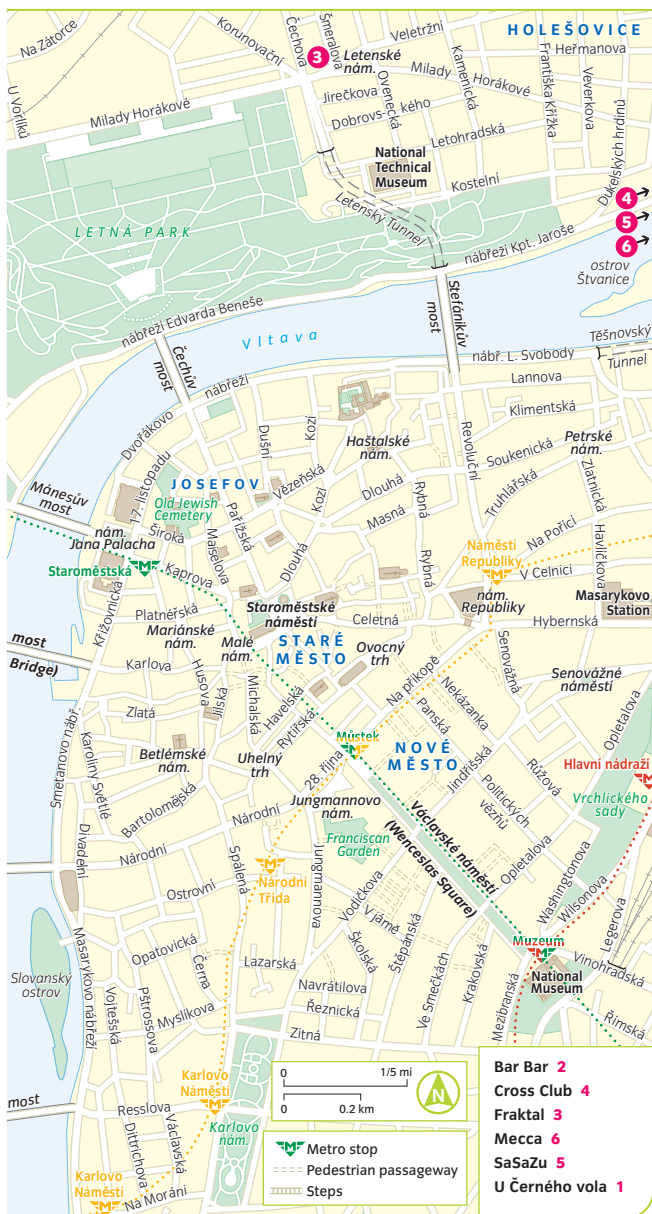 HOLEŠOVICE
Na Zátorce
Korunovační
Čechova
Šmeralova
Veletržní
Heřmanova
3
Letenské
nám.
Milady Horákové
Kamenická
Františka Křížka
Veverkova
U Vorlíků
Jirečkova
Ovenecká
Dobrovského
Milady Horákové
Letohradská
Dukelských hrdinů
National
Technical
Museum
Kostelní
Letenský Tunnel
4
5
6
LETNÁ PARK
nábřeží Kpt. Jaroše
ostrov
Štvanice
nábřeží Edvarda Beneše
Štefánikův
most
Vltava
Čechův
most
Těšnovský
Tunnel
nábř. L. Svobody
Dvořákovo
nábřeží
Lannova
Klimentská
Dušní
Kozí
Haštalské
nám.
Revoluční
Soukenická
Petrské
nám.
17. listopadu
JOSEFOV
Vězeňská
Kozí
Dlouhá
Rybná
Truhlářská
Zlatnická
Mánesův
most
Old Jewish
Cemetery
Pařížská
Masná
Na Poříčí
Havlíčkova
nám.
Jana Palacha
Široká
Maiselova
Dlouhá
Rybná
Náměstí
Republiky
V Celnici
Staroměstská
Kaprova
Křižovnická
Platnéřská
Staroměstské
náměstí
Celetná
nám.
Republiky
Masarykovo
Station
Hybernská
Mariánské
nám.
Malé
nám.
STARÉ
MĚSTO
Ovocný
trh
Senovážná
most
Bridge)
Karlova
Husova
Jilská
Michalská
Havelská
Rytířská
Na příkopě
Nekázanka
Panská
Senovážné
náměstí
Opletalova
Smetanovo nábř.
Zlatá
Karoliny Světlé
Betlémské
nám.
Uhelný
trh
Můstek
NOVÉ
MĚSTO
Jindřišská
Růžová
Politických
vězňů
Hlavní nádraží
Vrchlického
sady
28. října
Bartolomějská
Národní
Jungmannovo
nám.
Václavské náměstí
(Wenceslas Square)
Divadelní
Národní
Franciscan
Garden
Opletalova
Washingtonova
Wilsonova
Spálená
Národní
Třída
Jungmannova
Vodičkova
Ostrovní
V jámě
Štěpánská
Legerova
Masarykovo nábřeží
Opatovická
Školská
Muzeum
Vinohradská
Slovanský
ostrov
Černa
Lazarská
Ve Smečkách
Krakovská
National
Museum
Vojtěšská
Pštrossova
Navrátilova
Mezibranská
Myslíkova
Řeznická
Římská
Zitná
Karlovo
Náměstí
most
Resslova
Karlovo
nám.
Dittrichova
Václavská
Karlovo
Náměstí
Na Moráni
0
1/5 mi
0
0.2 km
N
M Metro stop
Pedestrian passageway
Steps
Bar Bar 2
Cross Club 4
Fraktal 3
Mecca 6
SaSaZu 5
U Černého vola 1